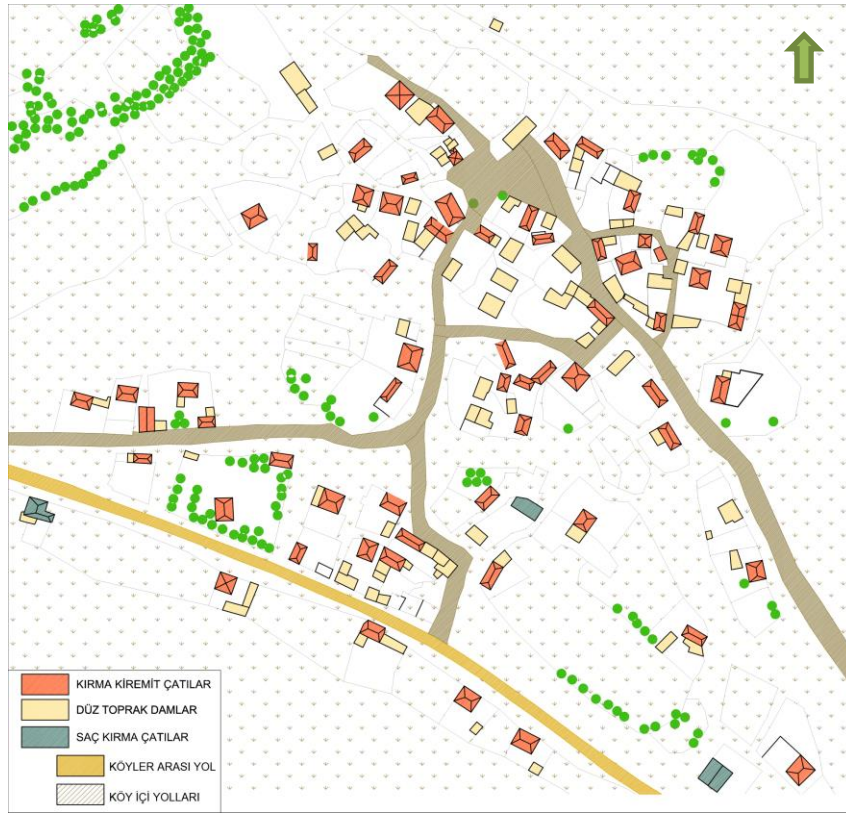 KIRMA KİREMİT ÇATILAR
DÜZ TOPRAK DAMLAR
SAÇ KIRMA ÇATILAR
KÖYLER ARASI YOL
KÖY İÇİ YOLLARI